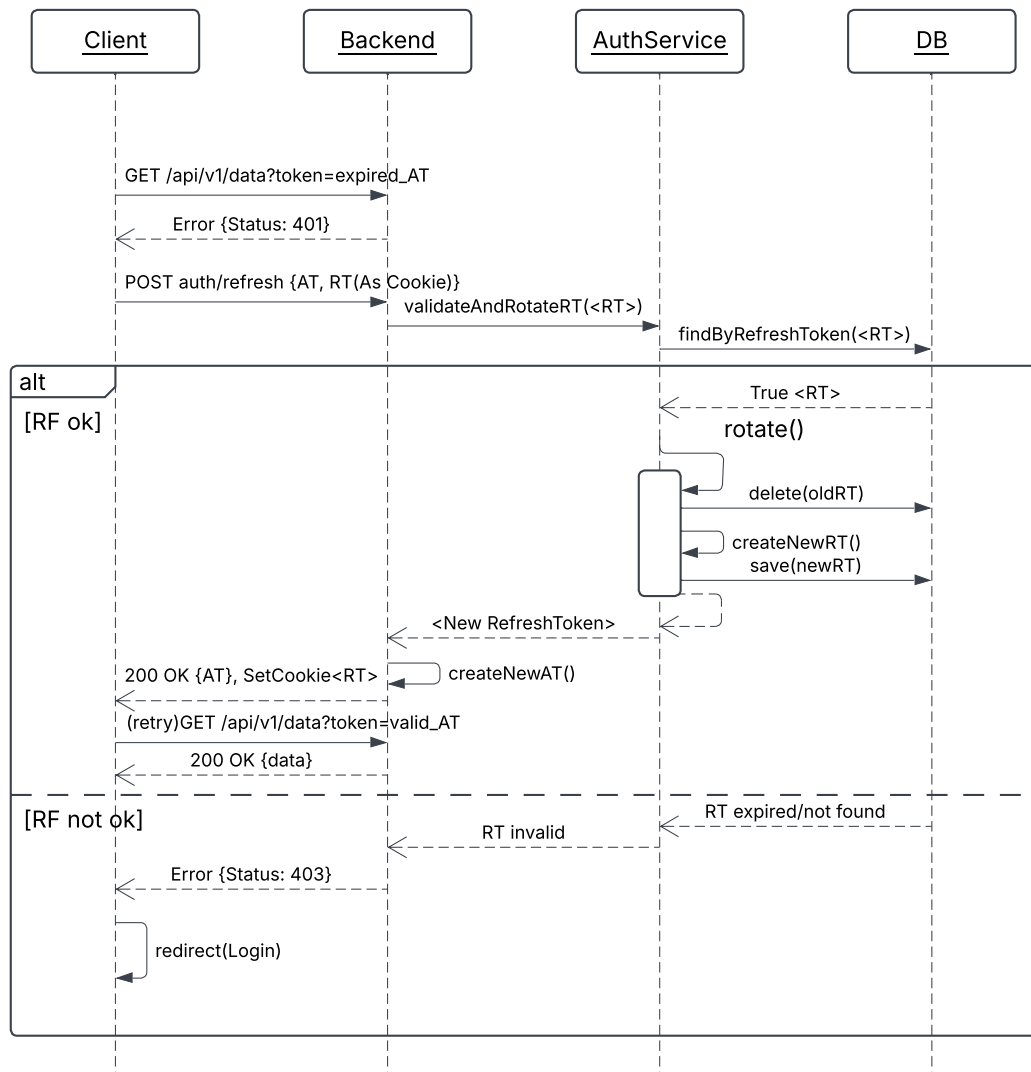 Client
Backend
AuthService
DB
GET /api/v1/data?token=expired_AT
Error {Status: 401}
POST auth/refresh {AT, RT(As Cookie)}
validateAndRotateRT(<RT>)
findByRefreshToken(<RT>)
alt
True <RT>
[RF ok]
rotate()
delete(oldRT)
createNewRT()
save(newRT)
<New RefreshToken>
createNewAT()
200 OK {AT}, SetCookie<RT>
(retry)GET /api/v1/data?token=valid_AT
200 OK {data}
[RF not ok]
RT expired/not found
RT invalid
Error {Status: 403}
redirect(Login)